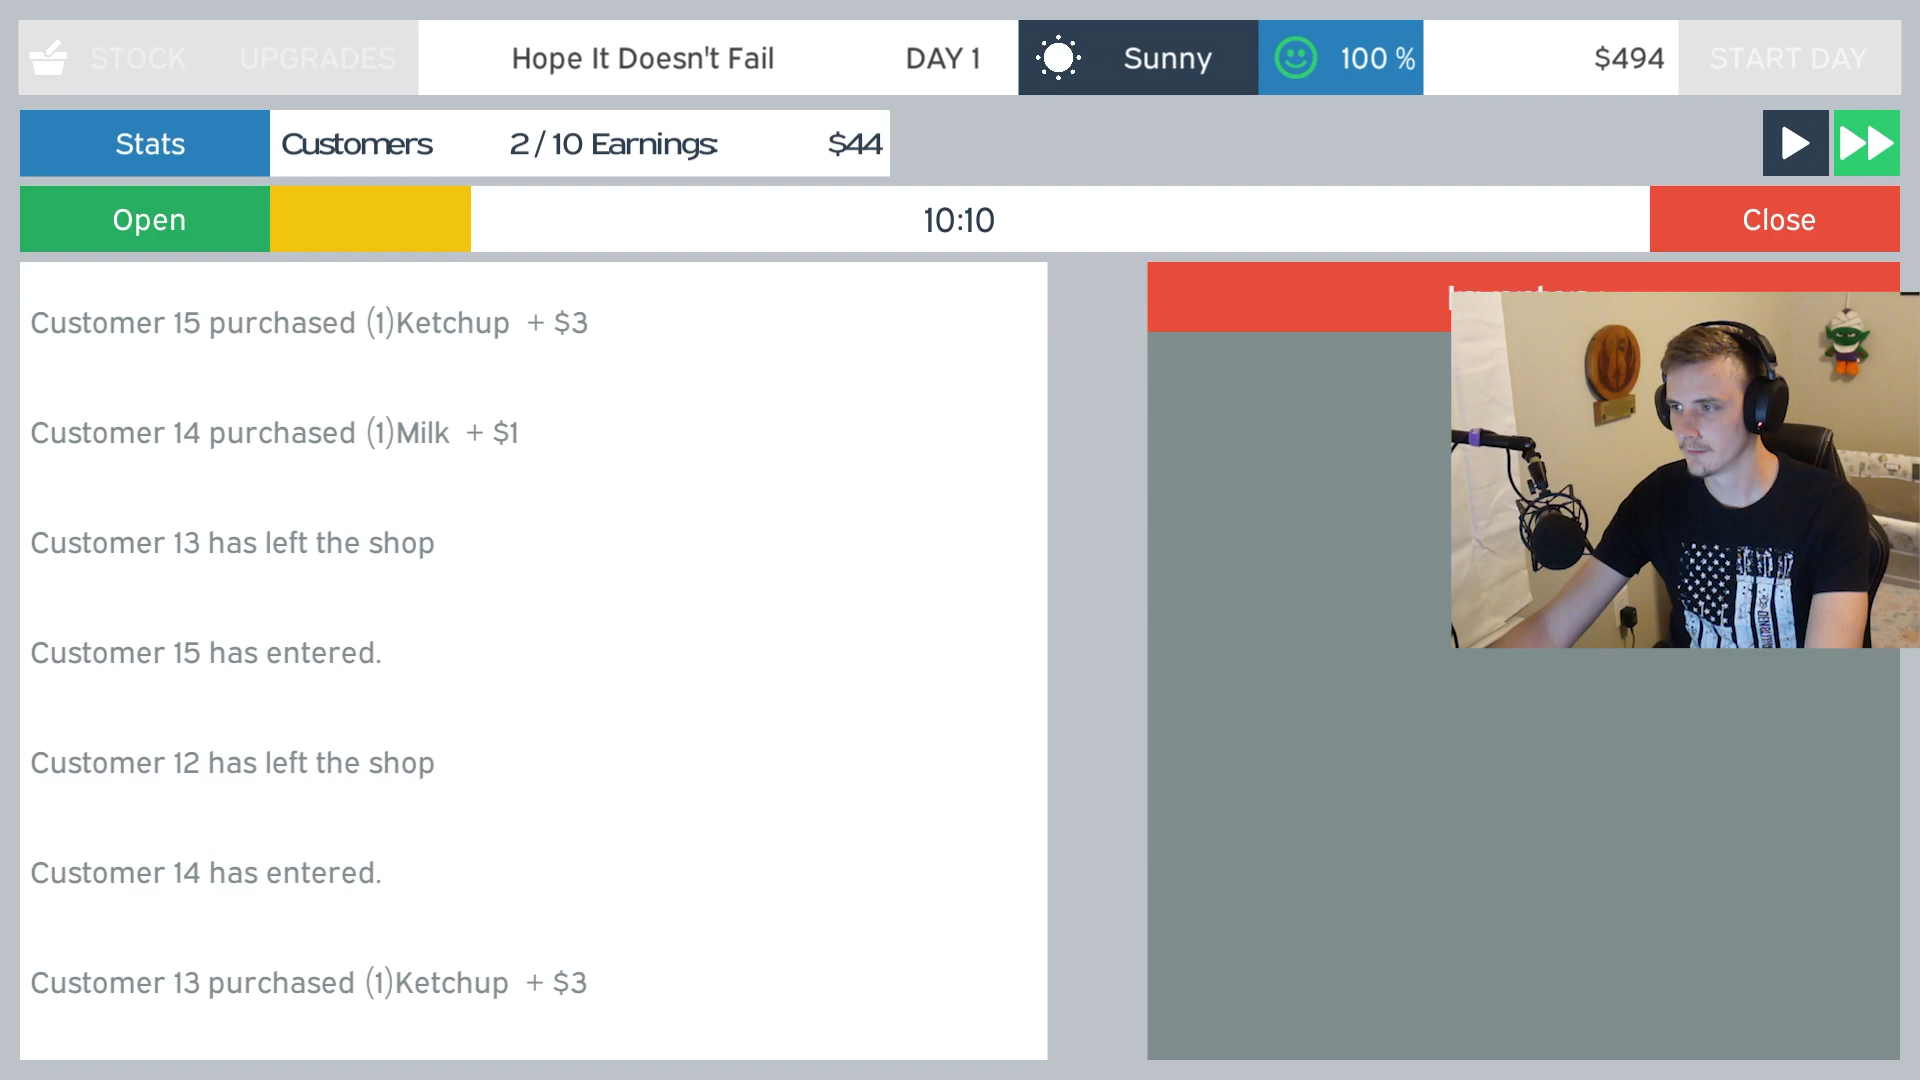 STOCK UPGRADES Hope It Doesn't Fail DAY 1 Sunny 100 % $494 START DAY
Stats Customers 2 / 10 Earnings: $44
Open 10:10 Close
Customer 15 purchased (1)Ketchup + $3
Customer 14 purchased (1)Milk + $1
Customer 13 has left the shop
Customer 15 has entered.
Customer 12 has left the shop
Customer 14 has entered.
Customer 13 purchased (1)Ketchup + $3